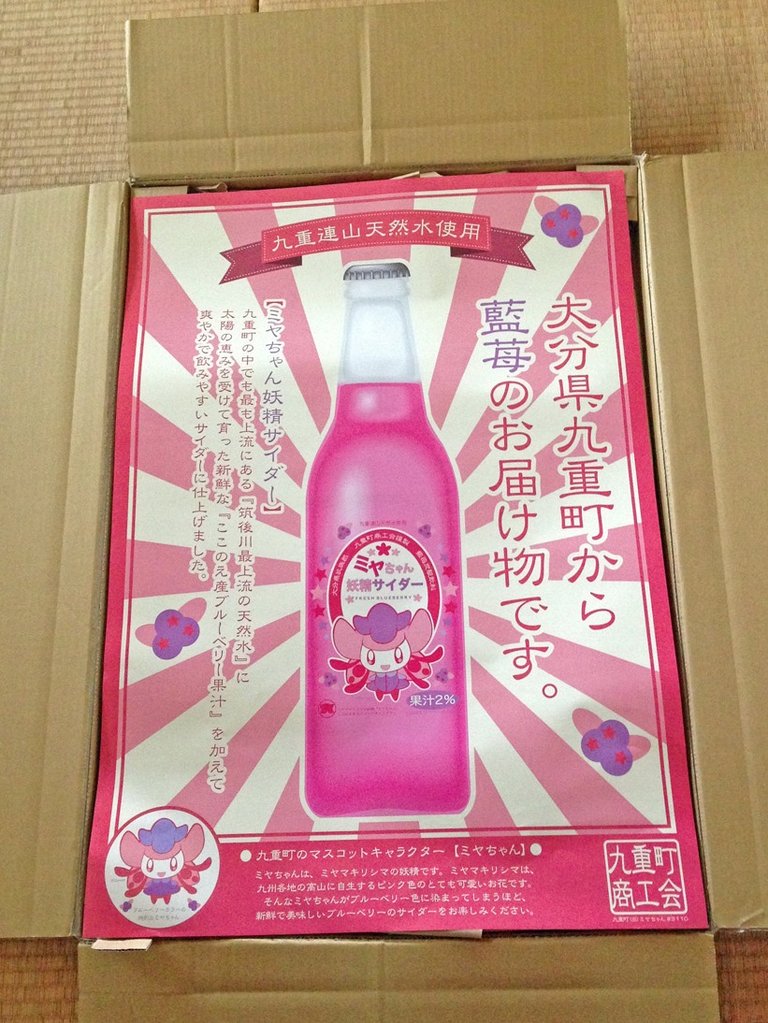 九重連山天然水使用
大分県九重町から
藍苺のお届け物です。
【ミヤちゃん妖精サイダー】
九重町の中でも最も上流にある『筑後川最上流の天然水』に
太陽の恵みを受けて育った新鮮な『ここのえ産ブルーベリー果汁』を加えて
爽やかで飲みやすいサイダーに仕上げました。
九重町商工会謹製
ミヤちゃん
妖精サイダー
FRESH BLUEBERRY
果汁2%
●九重町のマスコットキャラクター【ミヤちゃん】●
ミヤちゃんは、ミヤマキリシマの妖精です。ミヤマキリシマは、
九州各地の高山に自生するピンク色のとても可愛いお花です。
そんなミヤちゃんがブルーベリー色に染まってしまうほど、
新鮮で美味しいブルーベリーのサイダーをお楽しみください。
九重町
商工会